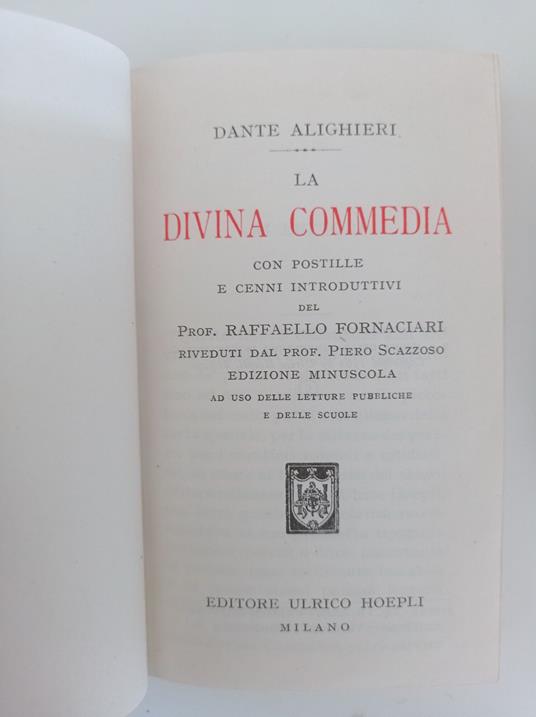 DANTE ALIGHIERI
LA
DIVINA COMMEDIA
CON POSTILLE
E CENNI INTRODUTTIVI
DEL
PROF. RAFFAELLO FORNACIARI
RIVEDUTI DAL PROF. PIERO SCAZZOSO
EDIZIONE MINUSCOLA
AD USO DELLE LETTURE PUBBLICHE
E DELLE SCUOLE
EDITORE ULRICO HOEPLI
MILANO